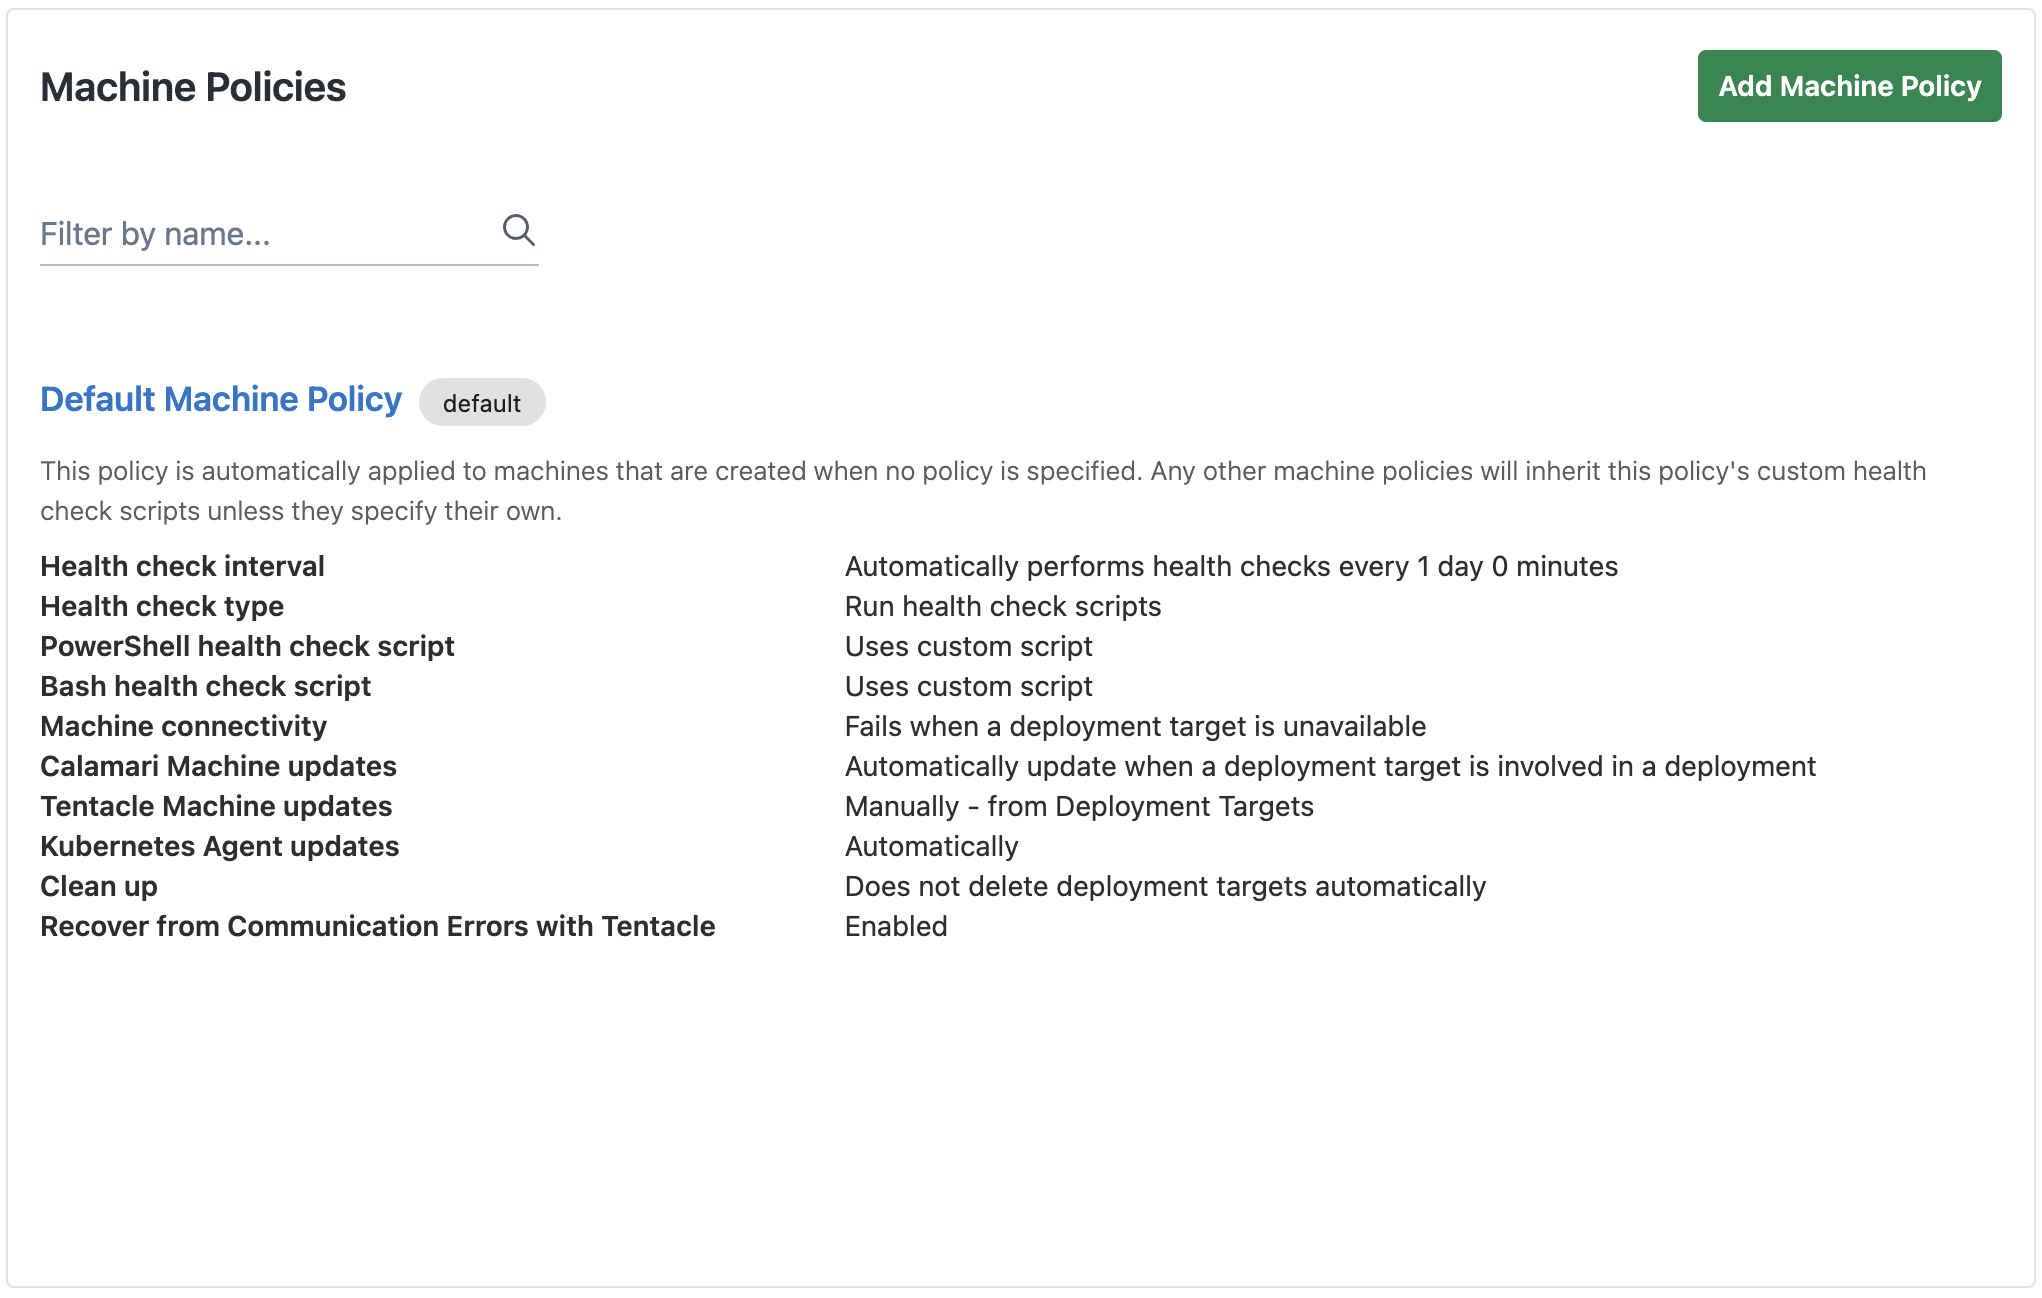 Machine Policies
Add Machine Policy
Filter by name...
Default Machine Policy default
This policy is automatically applied to machines that are created when no policy is specified. Any other machine policies will inherit this policy's custom health
check scripts unless they specify their own.
Health check interval Automatically performs health checks every 1 day 0 minutes
Health check type Run health check scripts
PowerShell health check script Uses custom script
Bash health check script Uses custom script
Machine connectivity Fails when a deployment target is unavailable
Calamari Machine updates Automatically update when a deployment target is involved in a deployment
Tentacle Machine updates Manually - from Deployment Targets
Kubernetes Agent updates Automatically
Clean up Does not delete deployment targets automatically
Recover from Communication Errors with Tentacle Enabled